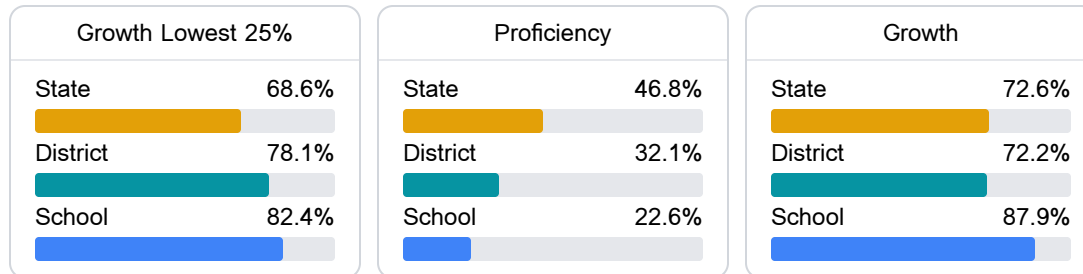 Growth Lowest 25%
State 68.6%
District 78.1%
School 82.4%
Proficiency
State 46.8%
District 32.1%
School 22.6%
Growth
State 72.6%
District 72.2%
School 87.9%